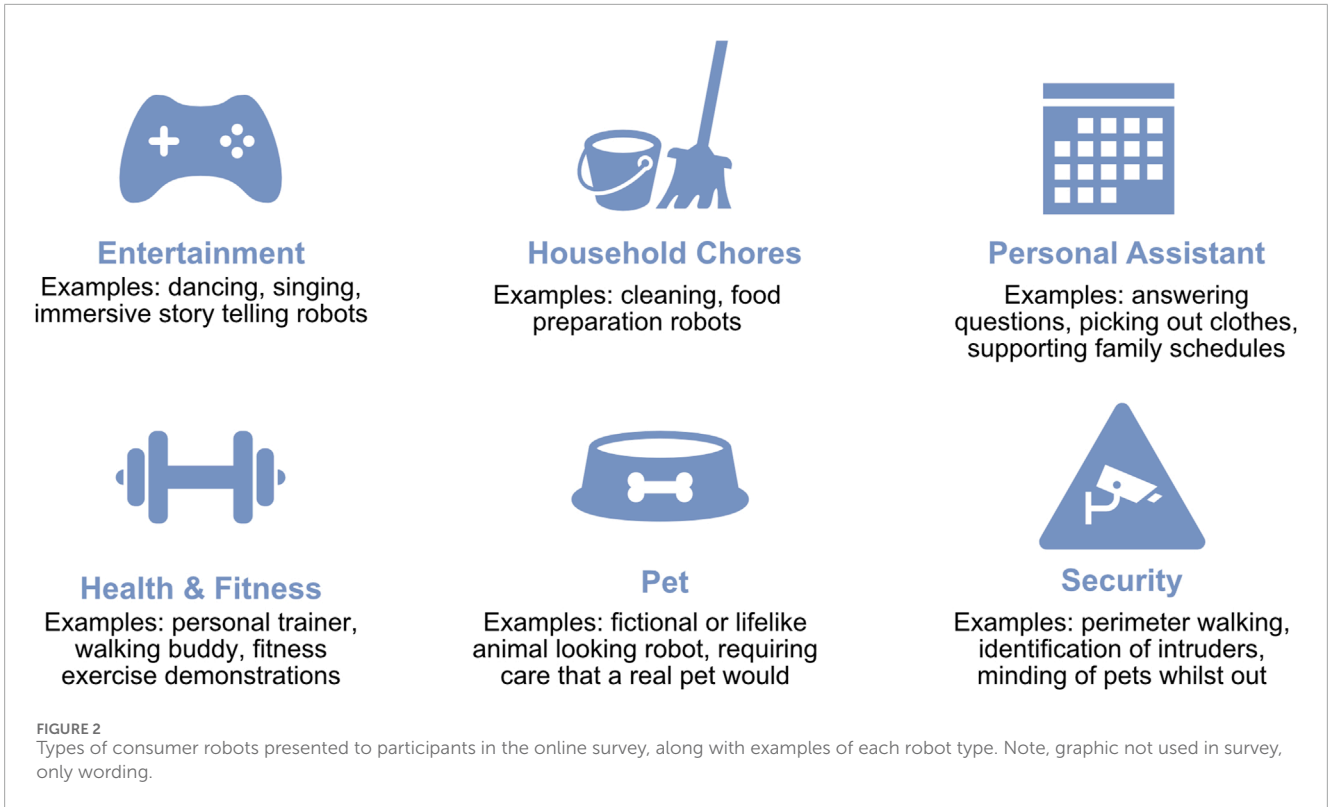 Entertainment
Examples: dancing, singing,
immersive story telling robots
Household Chores
Examples: cleaning, food
preparation robots
Personal Assistant
Examples: answering
questions, picking out clothes,
supporting family schedules
Health & Fitness
Examples: personal trainer,
walking buddy, fitness
exercise demonstrations
Pet
Examples: fictional or lifelike
animal looking robot, requiring
care that a real pet would
Security
Examples: perimeter walking,
identification of intruders,
minding of pets whilst out
FIGURE 2
Types of consumer robots presented to participants in the online survey, along with examples of each robot type. Note, graphic not used in survey,
only wording.